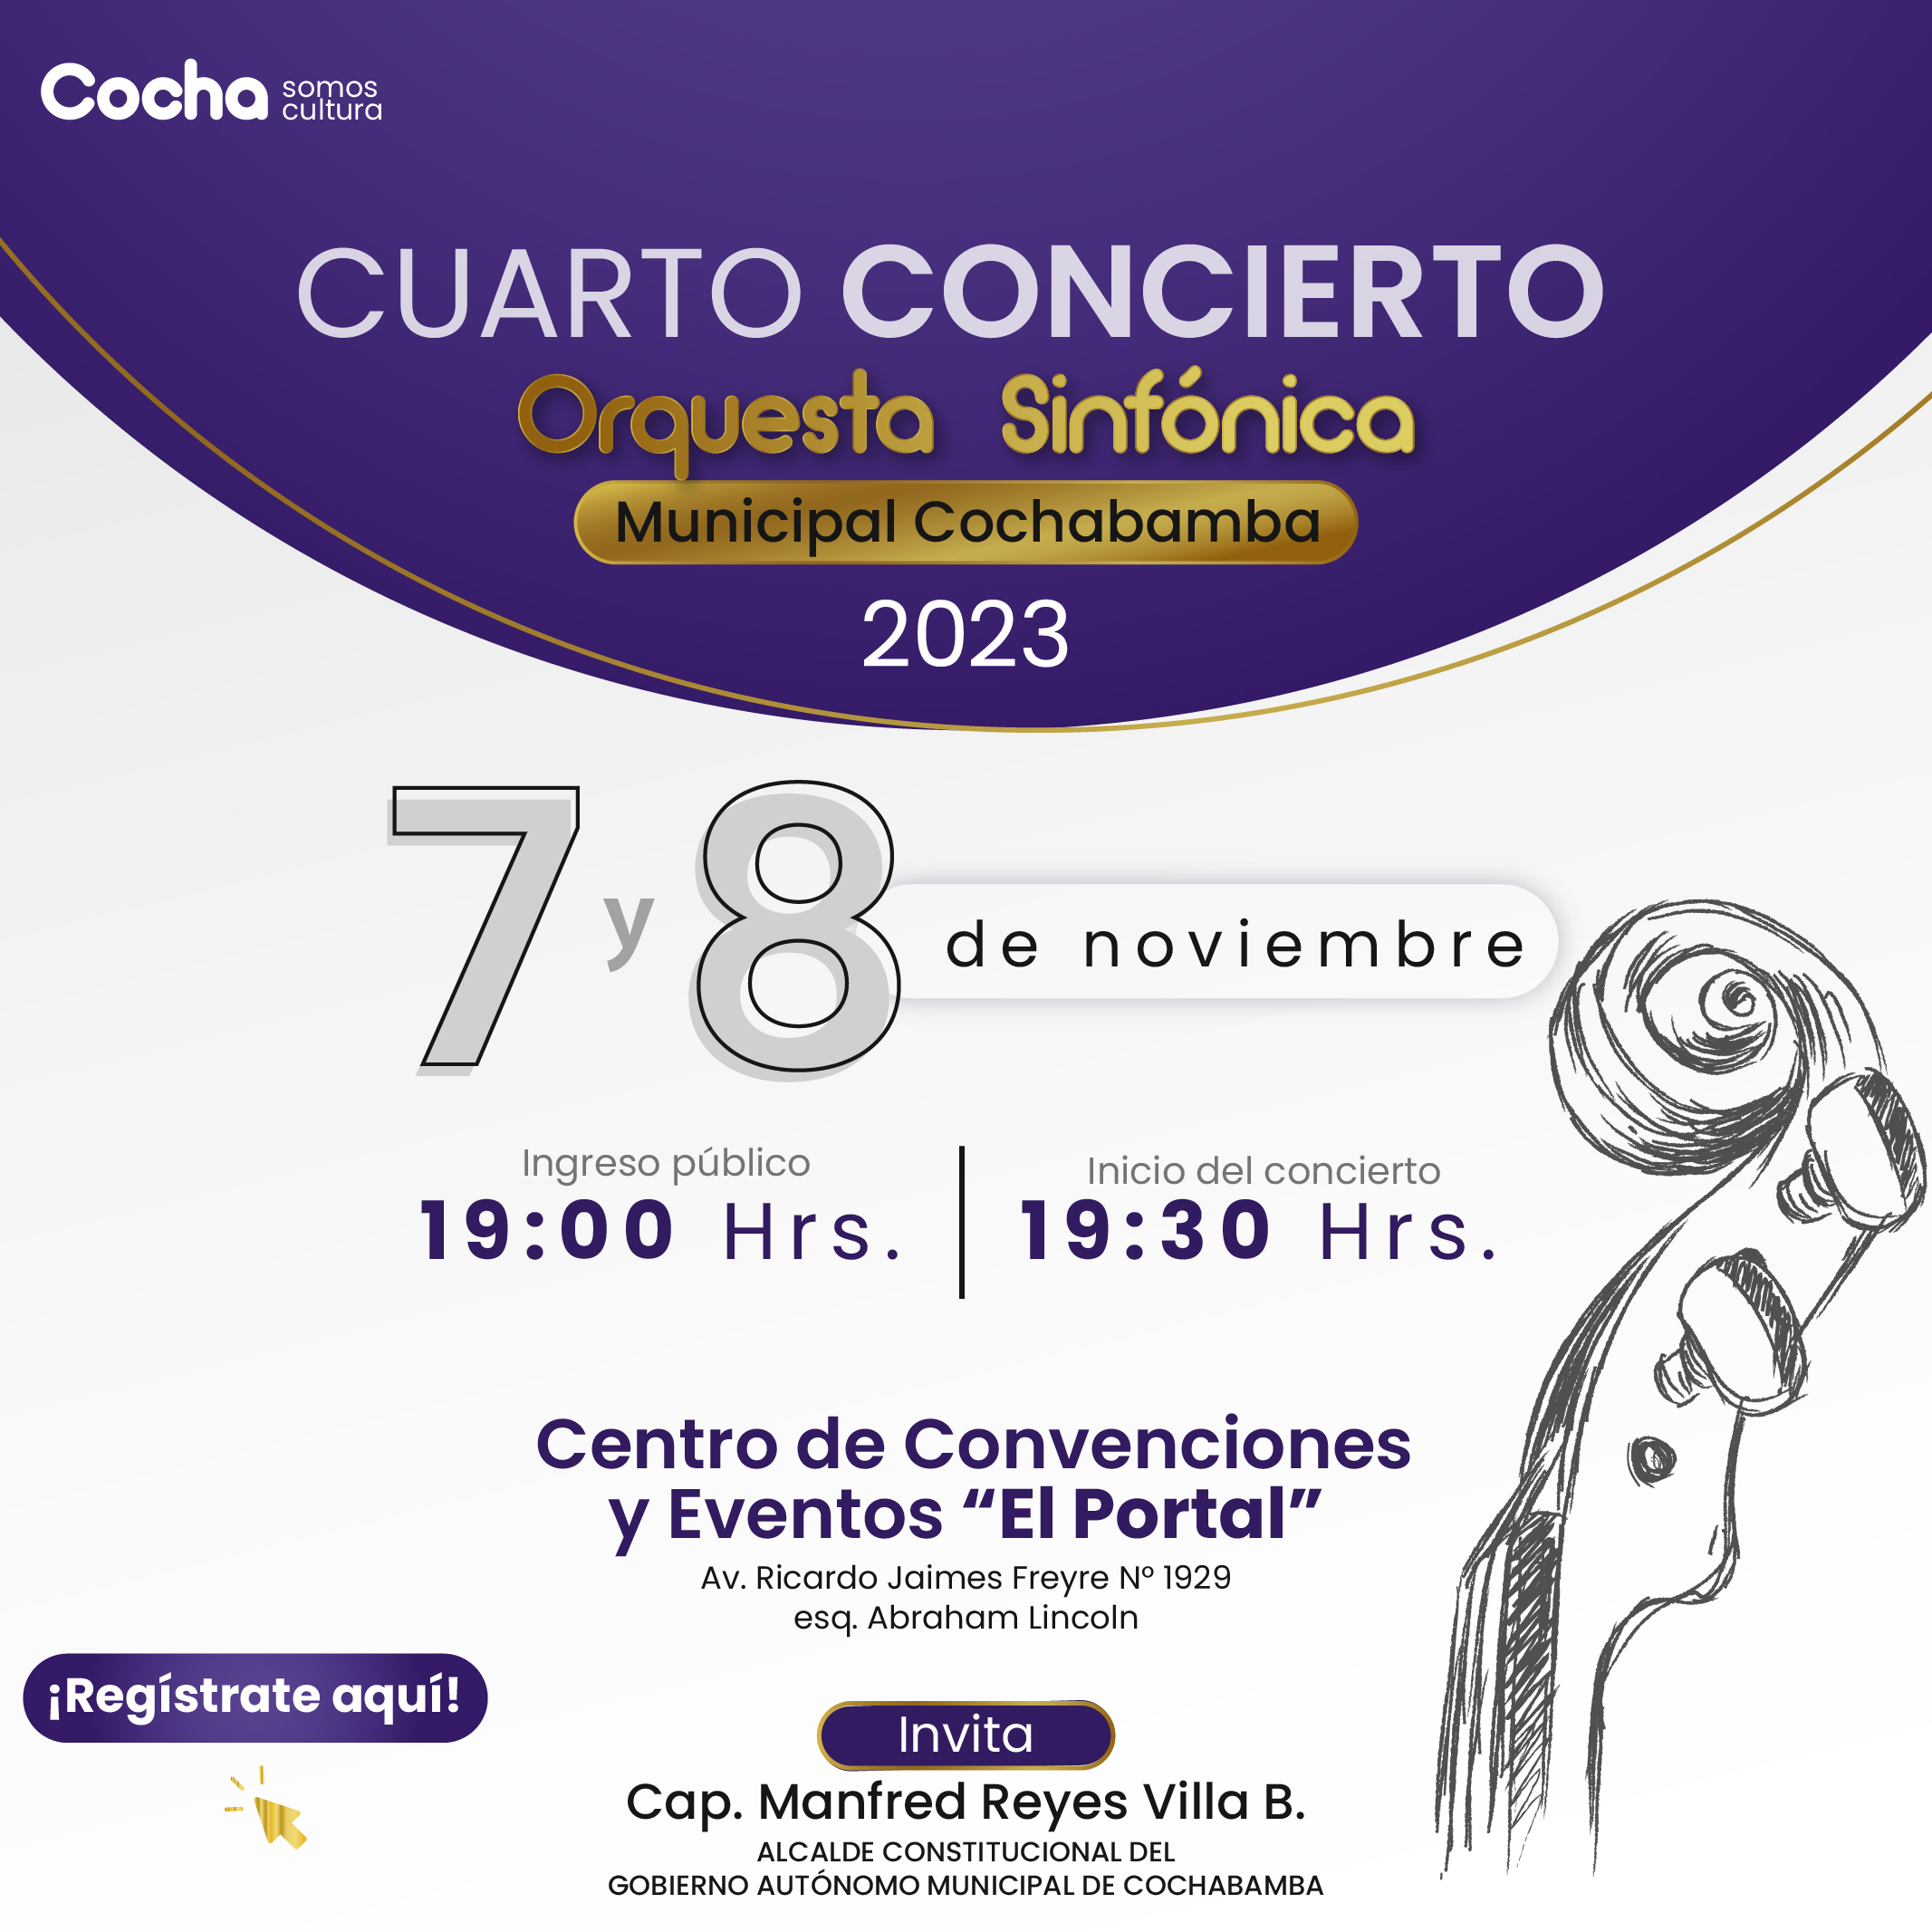 Cocha somos cultura
CUARTO CONCIERTO
Orquesta Sinfónica
Municipal Cochabamba
2023
7 y 8 de noviembre
Ingreso público
19:00 Hrs.
Inicio del concierto
19:30 Hrs.
Centro de Convenciones
y Eventos “El Portal”
Av. Ricardo Jaimes Freyre Nº 1929
esq. Abraham Lincoln
¡Regístrate aquí!
Invita
Cap. Manfred Reyes Villa B.
ALCALDE CONSTITUCIONAL DEL
GOBIERNO AUTÓNOMO MUNICIPAL DE COCHABAMBA